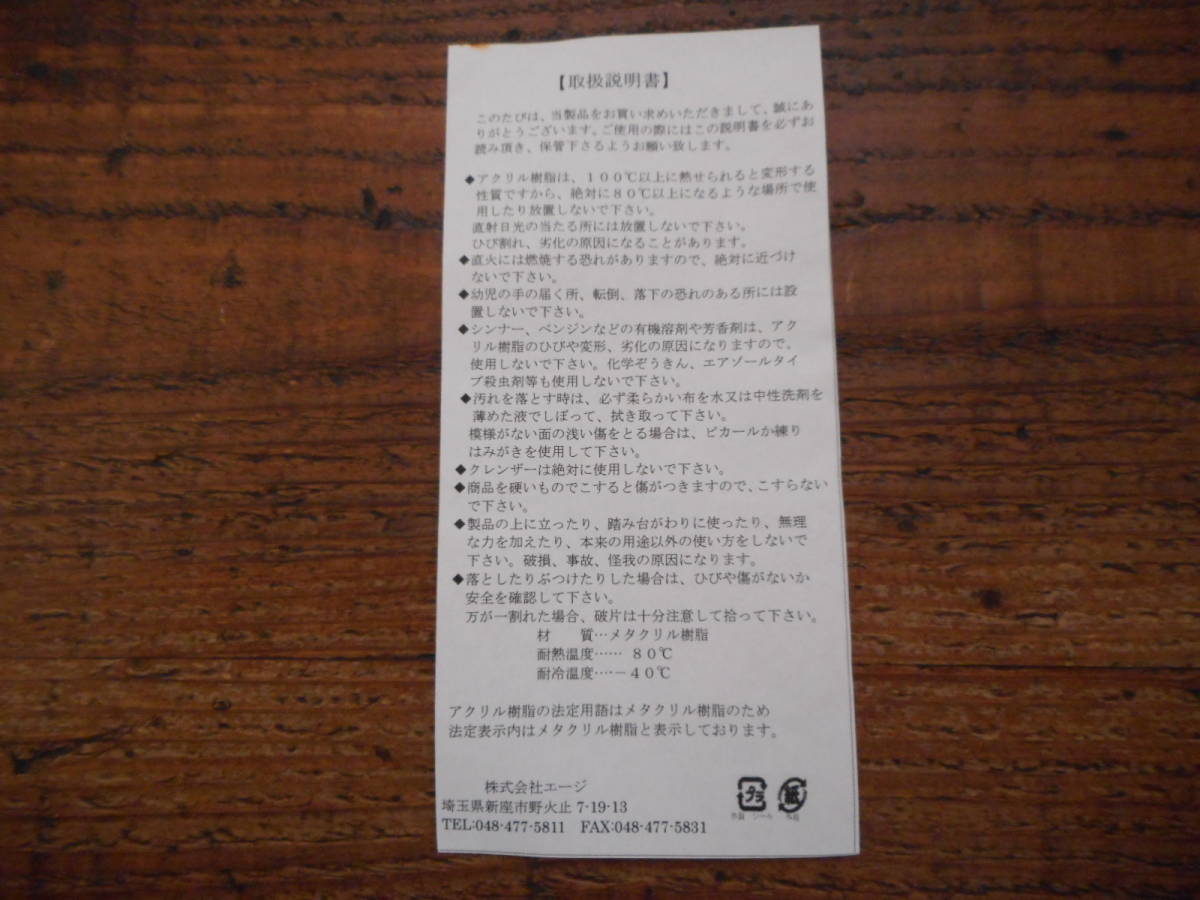 【取扱説明書】
このたびは、当製品をお買い求めいただきまして、誠にあ
りがとうございます。ご使用の際にはこの説明書を必ずお
読み頂き、保管下さるようお願い致します。
◆アクリル樹脂は、100℃以上に熱せられると変形する
性質ですから、絶対に80℃以上になるような場所で使
用したり放置しないで下さい。
直射日光の当たる所には放置しないで下さい。
ひび割れ、劣化の原因になることがあります。
◆直火には燃焼する恐れがありますので、絶対に近づけ
ないで下さい。
◆幼児の手の届く所、転倒、落下の恐れのある所には設
置しないで下さい。
◆シンナー、ベンジンなどの有機溶剤や芳香剤は、アク
リル樹脂のひびや変形、劣化の原因になりますので、
使用しないで下さい。化学ぞうきん、エアゾールタイ
プ殺虫剤等も使用しないで下さい。
◆汚れを落とす時は、必ず柔らかい布を水又は中性洗剤を
薄めた液でしぼって、拭き取って下さい。
模様がない面の浅い傷をとる場合は、ピカールか練り
はみがきを使用して下さい。
◆クレンザーは絶対に使用しないで下さい。
◆商品を硬いものでこすると傷がつきますので、こすらない
で下さい。
◆製品の上に立ったり、踏み台がわりに使ったり、無理
な力を加えたり、本来の用途以外の使い方をしないで
下さい。破損、事故、怪我の原因になります。
◆落としたりぶつけたりした場合は、ひびや傷がないか
安全を確認して下さい。
万が一割れた場合、破片は十分注意して拾って下さい。
材　　質…メタクリル樹脂
耐熱温度…… 80℃
耐冷温度‥‥－40℃
アクリル樹脂の法定用語はメタクリル樹脂のため
法定表示内はメタクリル樹脂と表示しております。
株式会社エージ
埼玉県新座市野火止 7-19-13
TEL:048-477-5811　FAX:048-477-5831
プラ 紙